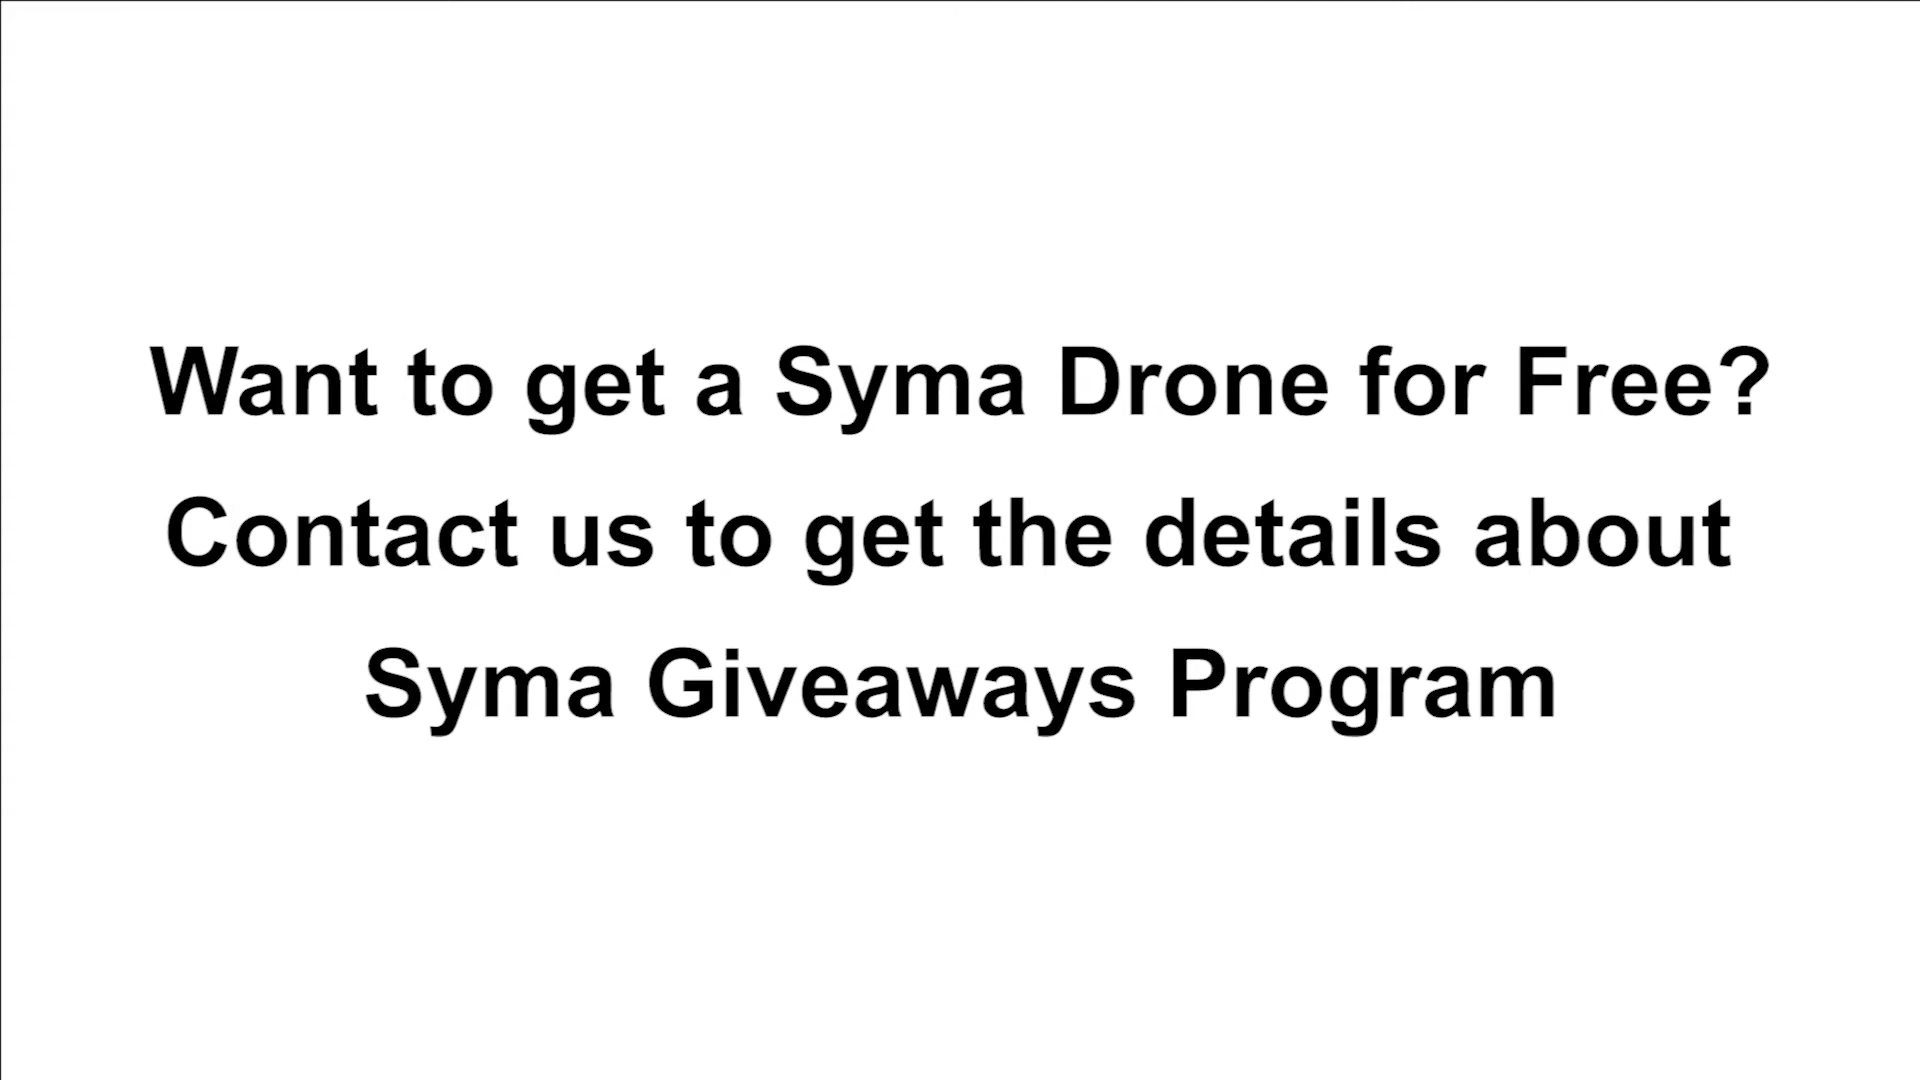 Want to get a Syma Drone for Free?
Contact us to get the details about
Syma Giveaways Program